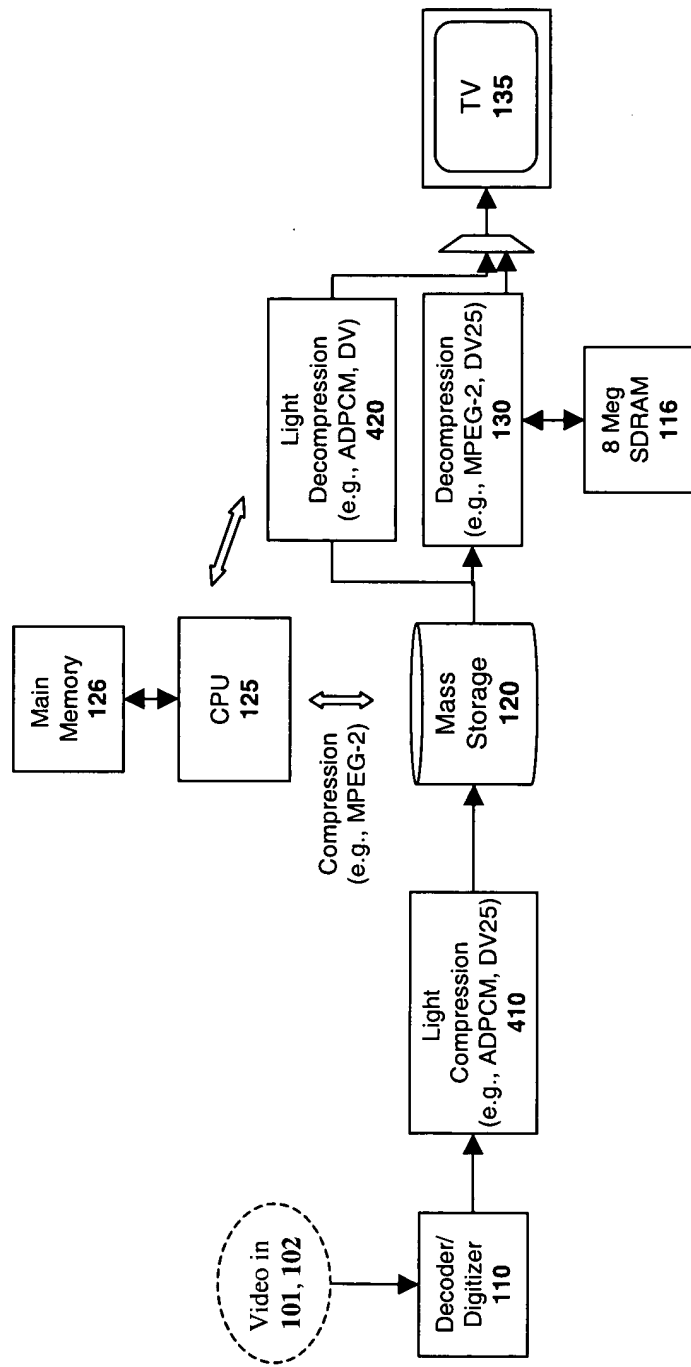 Video in
101, 102
Decoder/
Digitizer
110
Light
Compression
(e.g., ADPCM, DV25)
410
Mass
Storage
120
Compression
(e.g., MPEG-2)
CPU
125
Main
Memory
126
Light
Decompression
(e.g., ADPCM, DV)
420
Decompression
(e.g., MPEG-2, DV25)
130
8 Meg
SDRAM
116
TV
135